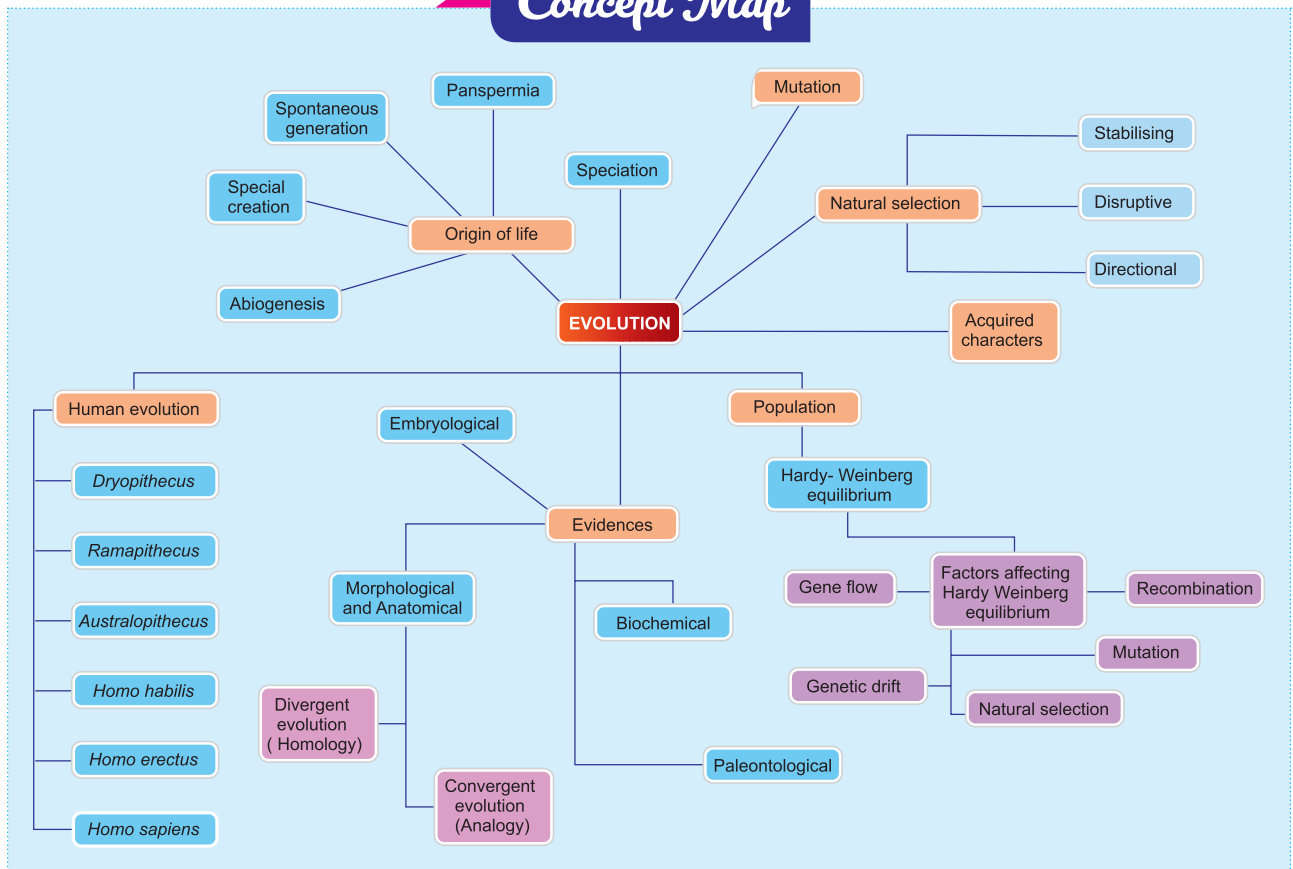 Concept Map
Panspermia
Mutation
Spontaneous
generation
Stabilising
Speciation
Special
creation
Natural selection
Disruptive
Origin of life
Directional
Abiogenesis
EVOLUTION
Acquired
characters
Human evolution
Embryological
Population
Dryopithecus
Hardy- Weinberg
equilibrium
Evidences
Ramapithecus
Morphological
and Anatomical
Biochemical
Gene flow
Factors affecting
Hardy Weinberg
equilibrium
Recombination
Australopithecus
Mutation
Homo habilis
Genetic drift
Natural selection
Divergent
evolution
( Homology)
Homo erectus
Paleontological
Convergent
evolution
(Analogy)
Homo sapiens